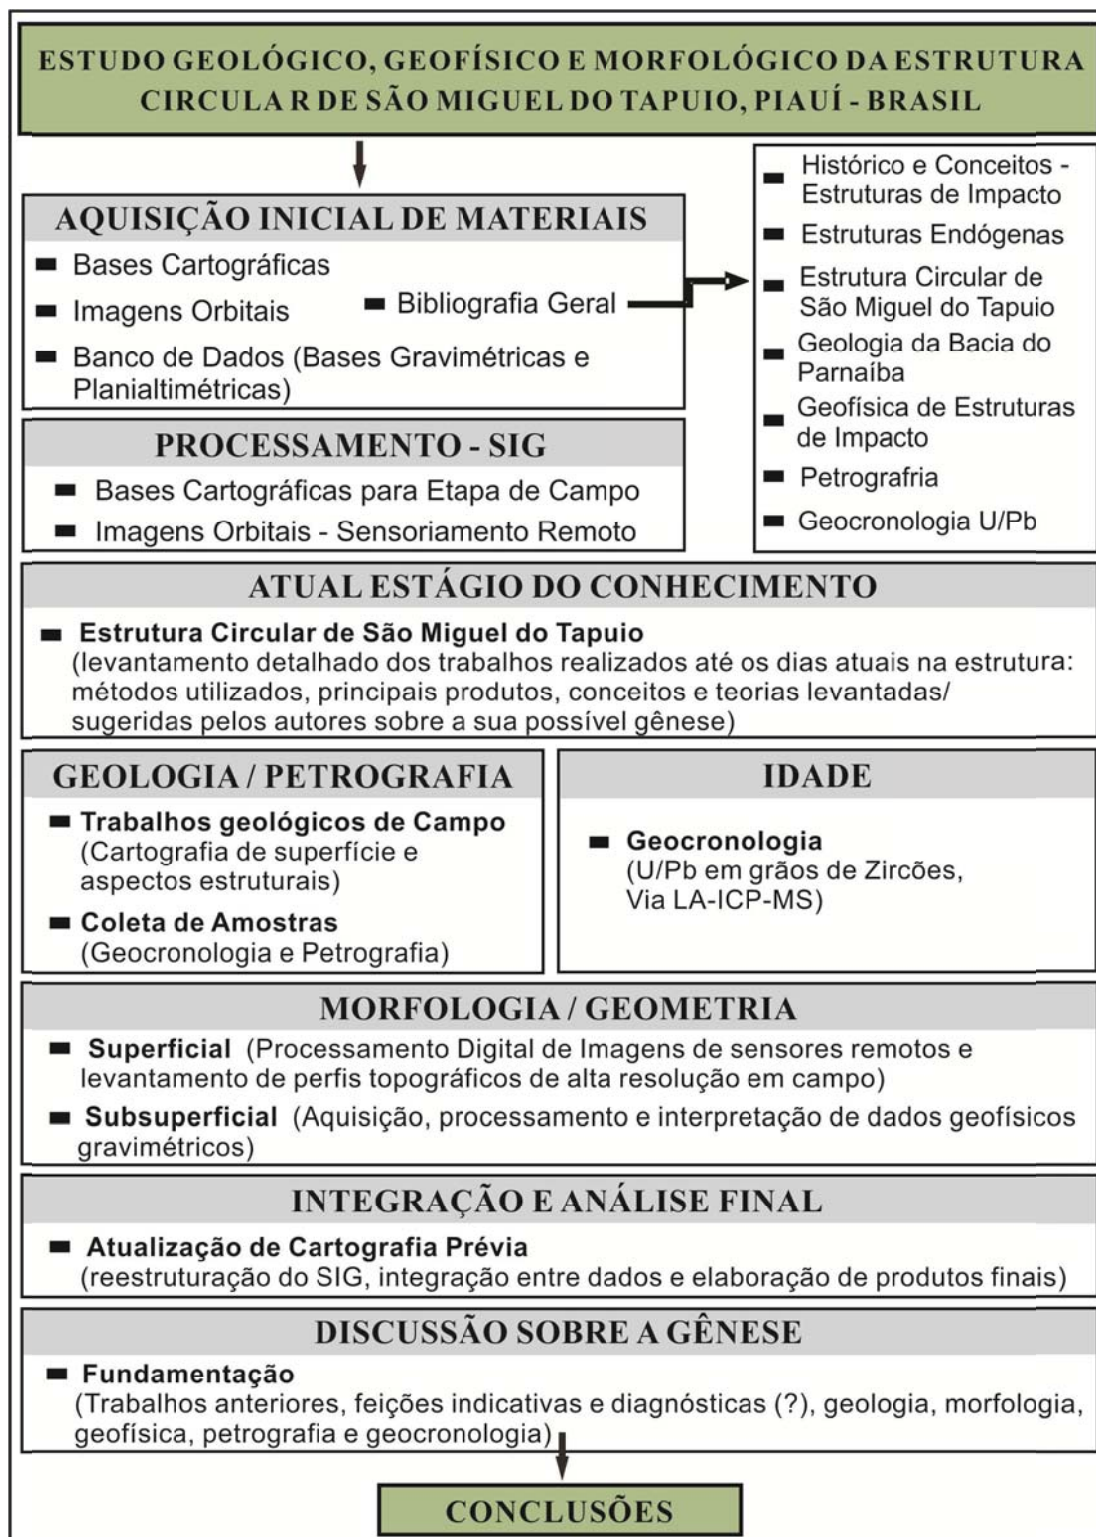 ESTUDO GEOLÓGICO, GEOFÍSICO E MORFOLÓGICO DA ESTRUTURA
CIRCULAR DE SÃO MIGUEL DO TAPUIO, PIAUÍ - BRASIL
AQUISIÇÃO INICIAL DE MATERIAIS
Bases Cartográficas
Imagens Orbitais
Bibliografia Geral
Banco de Dados (Bases Gravimétricas e
Planialtimétricas)
Histórico e Conceitos -
Estruturas de Impacto
Estruturas Endógenas
Estrutura Circular de
São Miguel do Tapuio
Geologia da Bacia do
Parnaíba
Geofísica de Estruturas
de Impacto
Petrografria
Geocronologia U/Pb
PROCESSAMENTO - SIG
Bases Cartográficas para Etapa de Campo
Imagens Orbitais - Sensoriamento Remoto
ATUAL ESTÁGIO DO CONHECIMENTO
Estrutura Circular de São Miguel do Tapuio
(levantamento detalhado dos trabalhos realizados até os dias atuais na estrutura:
métodos utilizados, principais produtos, conceitos e teorias levantadas/
sugeridas pelos autores sobre a sua possível gênese)
GEOLOGIA / PETROGRAFIA
Trabalhos geológicos de Campo
(Cartografia de superfície e
aspectos estruturais)
Coleta de Amostras
(Geocronologia e Petrografia)
IDADE
Geocronologia
(U/Pb em grãos de Zircões,
Via LA-ICP-MS)
MORFOLOGIA / GEOMETRIA
Superficial (Processamento Digital de Imagens de sensores remotos e
levantamento de perfis topográficos de alta resolução em campo)
Subsuperficial (Aquisição, processamento e interpretação de dados geofísicos
gravimétricos)
INTEGRAÇÃO E ANÁLISE FINAL
Atualização de Cartografia Prévia
(reestruturação do SIG, integração entre dados e elaboração de produtos finais)
DISCUSSÃO SOBRE A GÊNESE
Fundamentação
(Trabalhos anteriores, feições indicativas e diagnósticas (?), geologia, morfologia,
geofísica, petrografia e geocronologia)
CONCLUSÕES